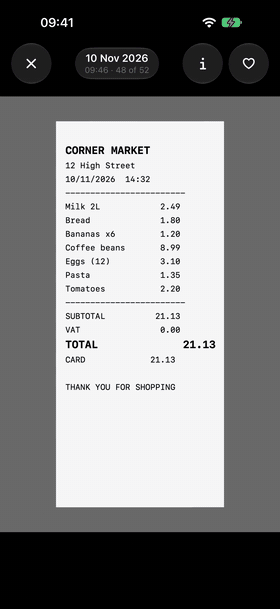 09:41
10 Nov 2026
09:46 · 48 of 52
CORNER MARKET
12 High Street
10/11/2026 14:32
------------------------
Milk 2L 2.49
Bread 1.80
Bananas x6 1.20
Coffee beans 8.99
Eggs (12) 3.10
Pasta 1.35
Tomatoes 2.20
------------------------
SUBTOTAL 21.13
VAT 0.00
TOTAL 21.13
CARD 21.13
THANK YOU FOR SHOPPING